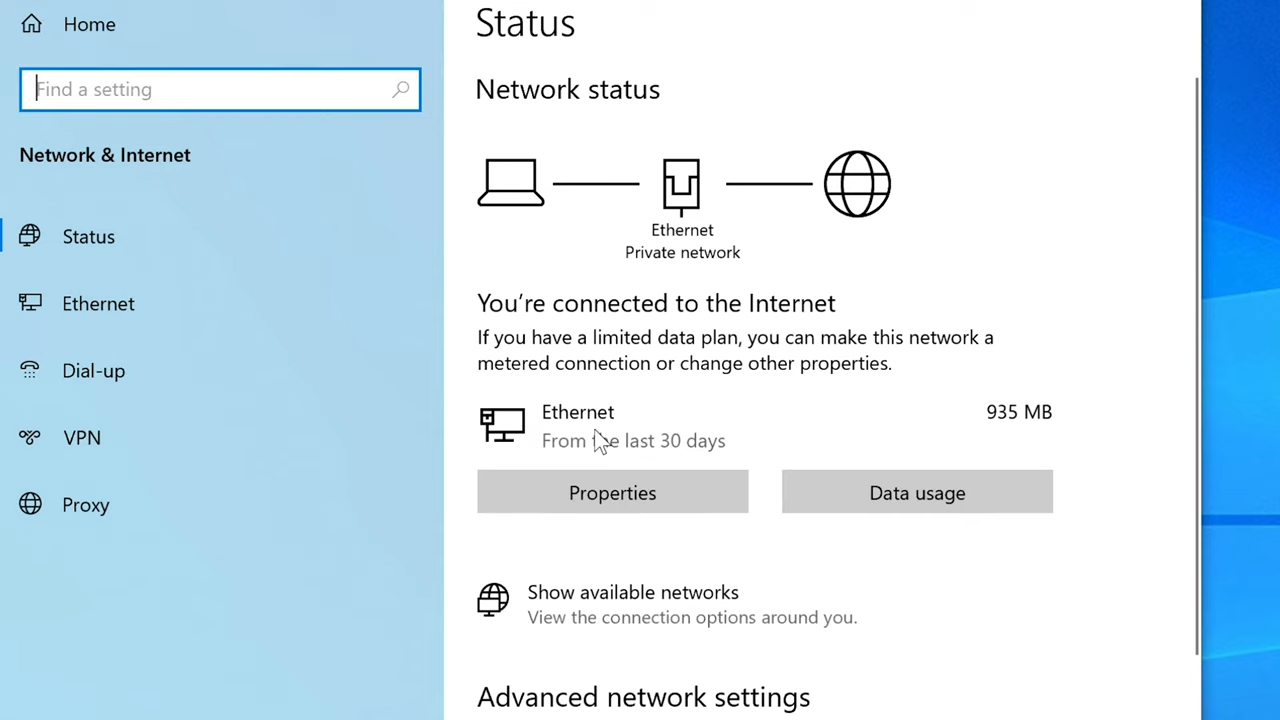 Home
Find a setting
Network & Internet
Status
Ethernet
Dial-up
VPN
Proxy
Status
Network status
Ethernet
Private network
You're connected to the Internet
If you have a limited data plan, you can make this network a
metered connection or change other properties.
Ethernet
935 MB
From the last 30 days
Properties
Data usage
Show available networks
View the connection options around you.
Advanced network settings